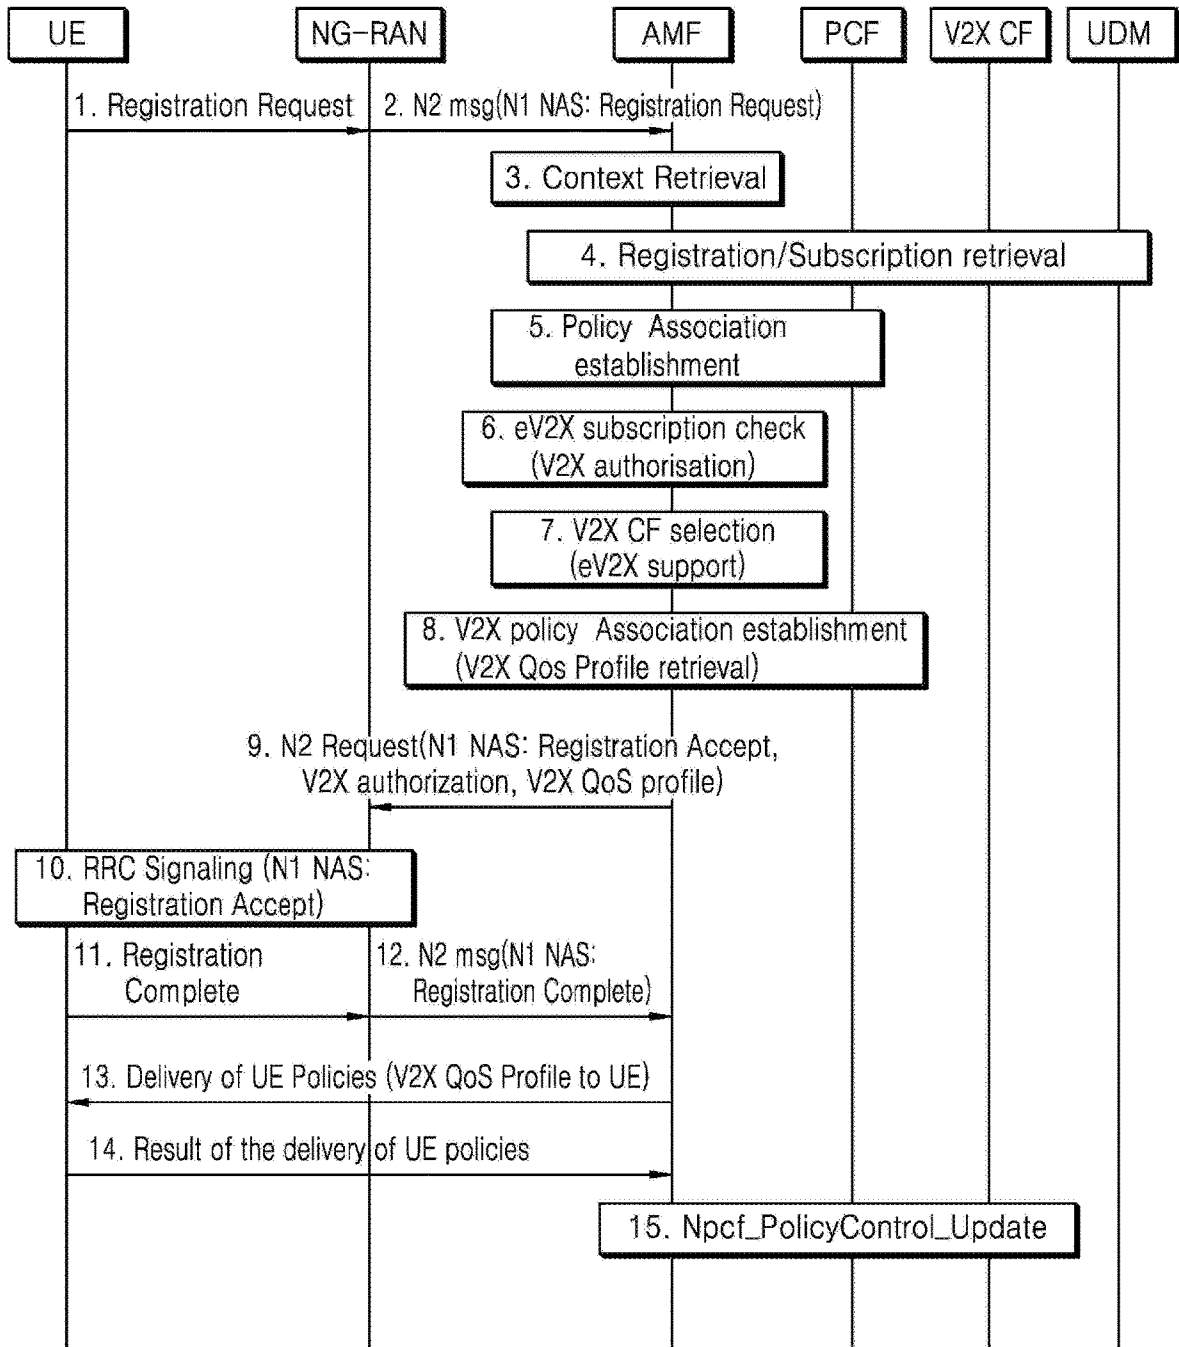 UE
NG-RAN
AMF
PCF
V2X CF
UDM
1. Registration Request
2. N2 msg(N1 NAS: Registration Request)
3. Context Retrieval
4. Registration/Subscription retrieval
5. Policy Association
establishment
6. eV2X subscription check
(V2X authorisation)
7. V2X CF selection
(eV2X support)
8. V2X policy Association establishment
(V2X Qos Profile retrieval)
9. N2 Request(N1 NAS: Registration Accept,
V2X authorization, V2X QoS profile)
10. RRC Signaling (N1 NAS:
Registration Accept)
11. Registration
Complete
12. N2 msg(N1 NAS:
Registration Complete)
13. Delivery of UE Policies (V2X QoS Profile to UE)
14. Result of the delivery of UE policies
15. Npcf_PolicyControl_Update